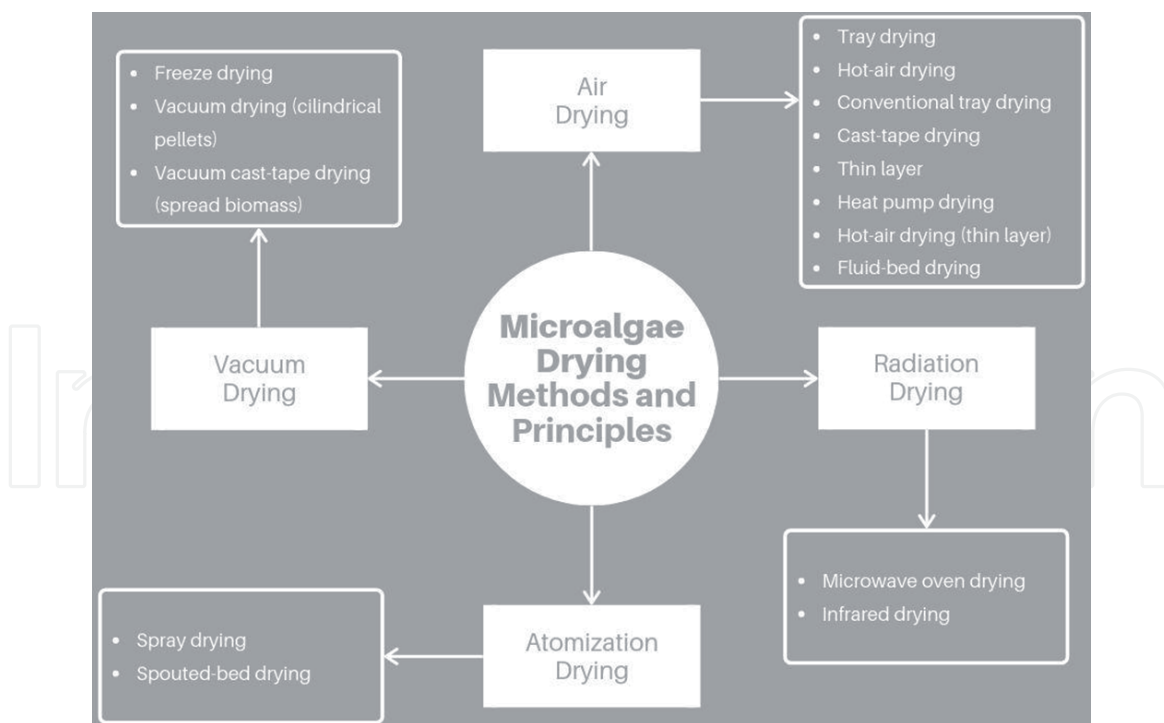 Freeze drying
Vacuum drying (cilindrical
pellets)
Vacuum cast-tape drying
(spread biomass)
Air
Drying
Tray drying
Hot-air drying
Conventional tray drying
Cast-tape drying
Thin layer
Heat pump drying
Hot-air drying (thin layer)
Fluid-bed drying
Vacuum
Drying
Microalgae
Drying
Methods and
Principles
Radiation
Drying
Microwave oven drying
Infrared drying
Spray drying
Spouted-bed drying
Atomization
Drying